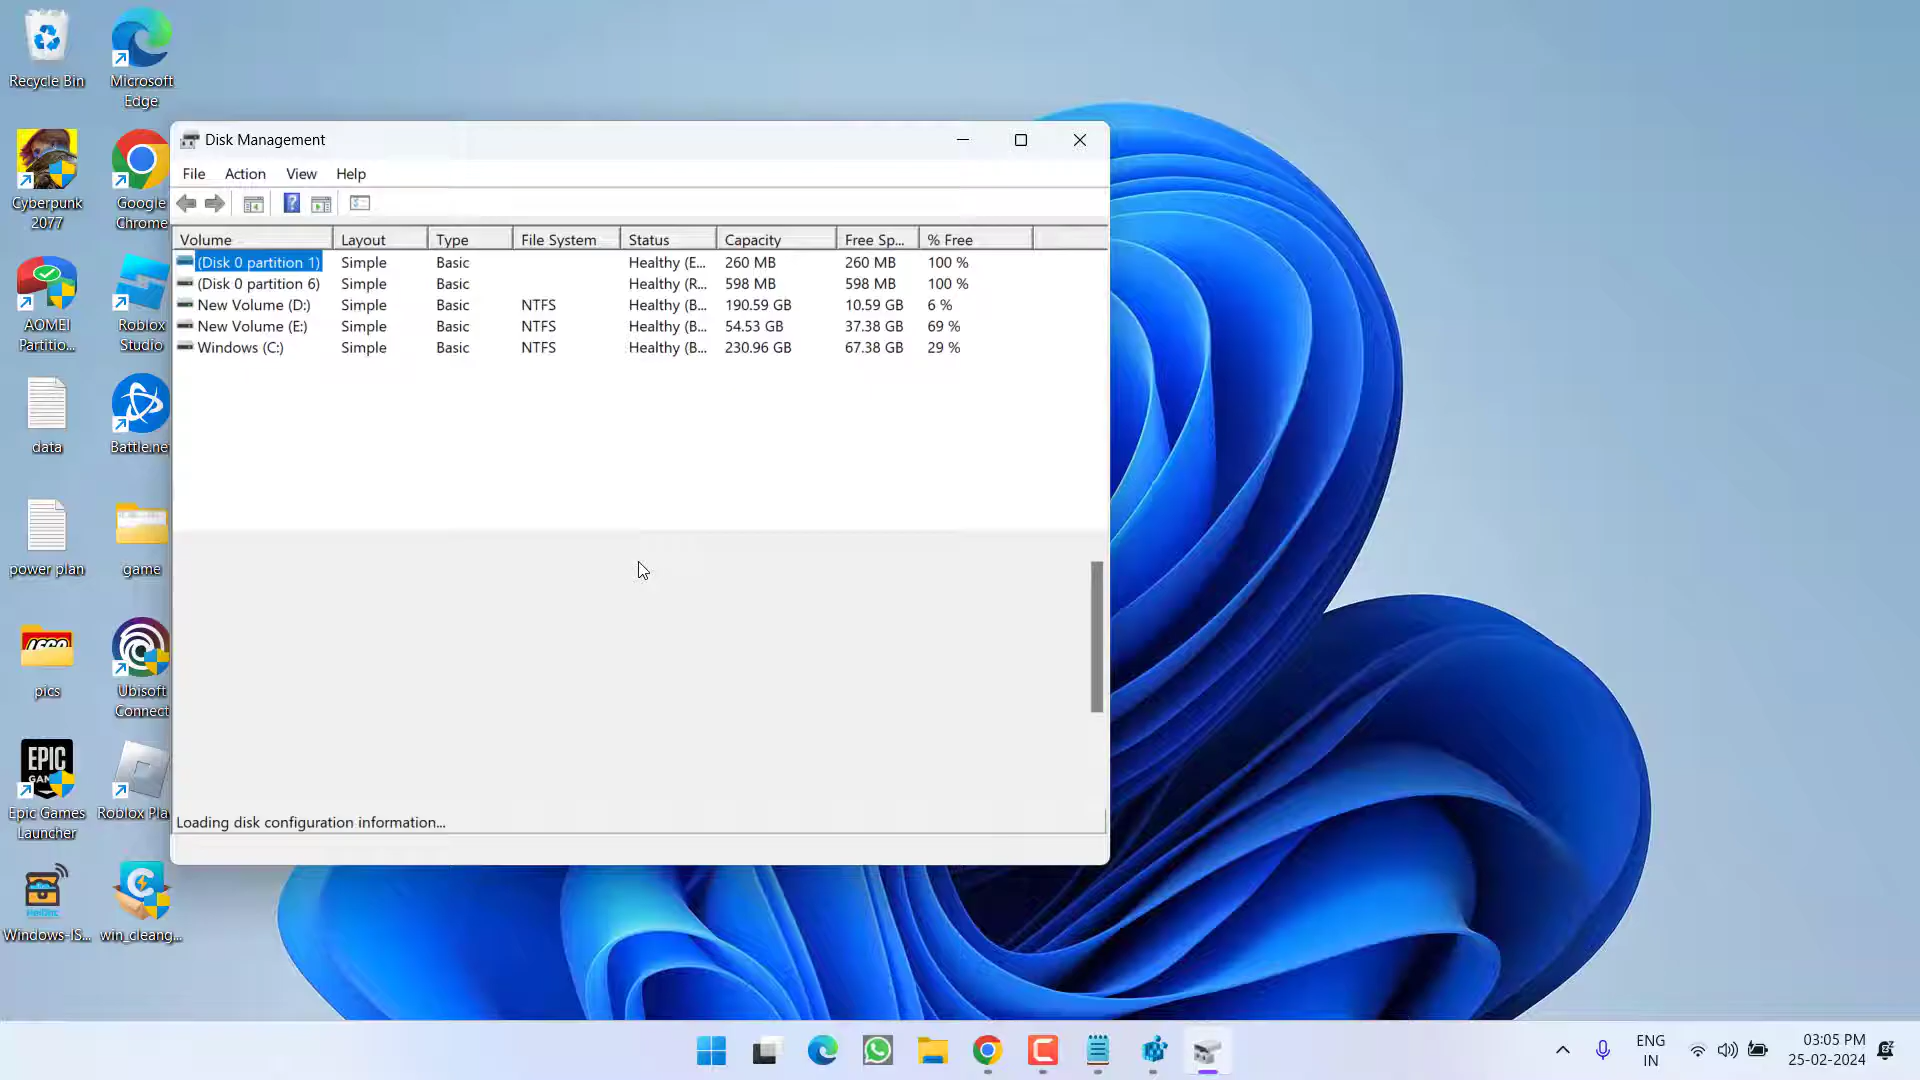 Recycle Bin
Microsoft
Edge
Cyberpunk
2077
Google
Chrome
AOMEI
Partitio...
Roblox
Studio
data
Battle.ne
power plan
game
pics
Ubisoft
Connect
EPIC
Epic Games
Launcher
Roblox Pla
Windows-IS...
win_cleang...
Disk Management
File Action View Help
Volume Layout Type File System Status Capacity Free Sp... % Free
(Disk 0 partition 1) Simple Basic Healthy (E... 260 MB 260 MB 100 %
(Disk 0 partition 6) Simple Basic Healthy (R... 598 MB 598 MB 100 %
New Volume (D:) Simple Basic NTFS Healthy (B... 190.59 GB 10.59 GB 6 %
New Volume (E:) Simple Basic NTFS Healthy (B... 54.53 GB 37.38 GB 69 %
Windows (C:) Simple Basic NTFS Healthy (B... 230.96 GB 67.38 GB 29 %
Loading disk configuration information...
ENG
IN
03:05 PM
25-02-2024